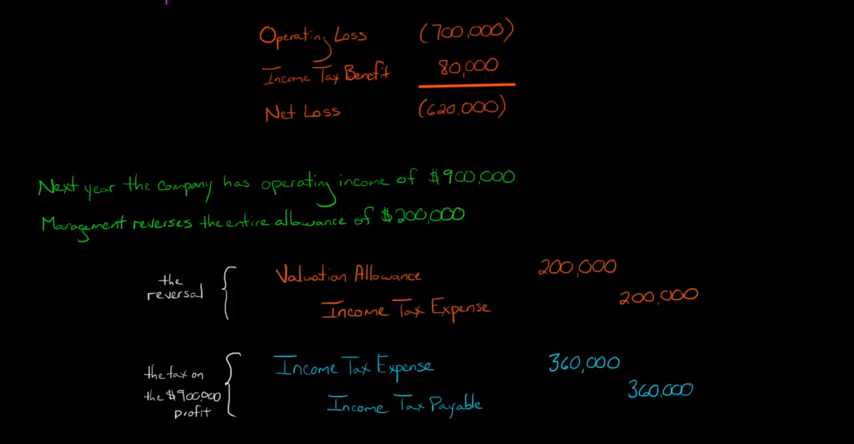 Operating Loss (700,000)
Income Tax Benefit 80,000
Net Loss (620,000)
Next year the company has operating income of $900,000
Management reverses the entire allowance of $200,000
the reversal
Valuation Allowance 200,000
Income Tax Expense 200,000
the tax on the $900,000 profit
Income Tax Expense 360,000
Income Tax Payable 360,000